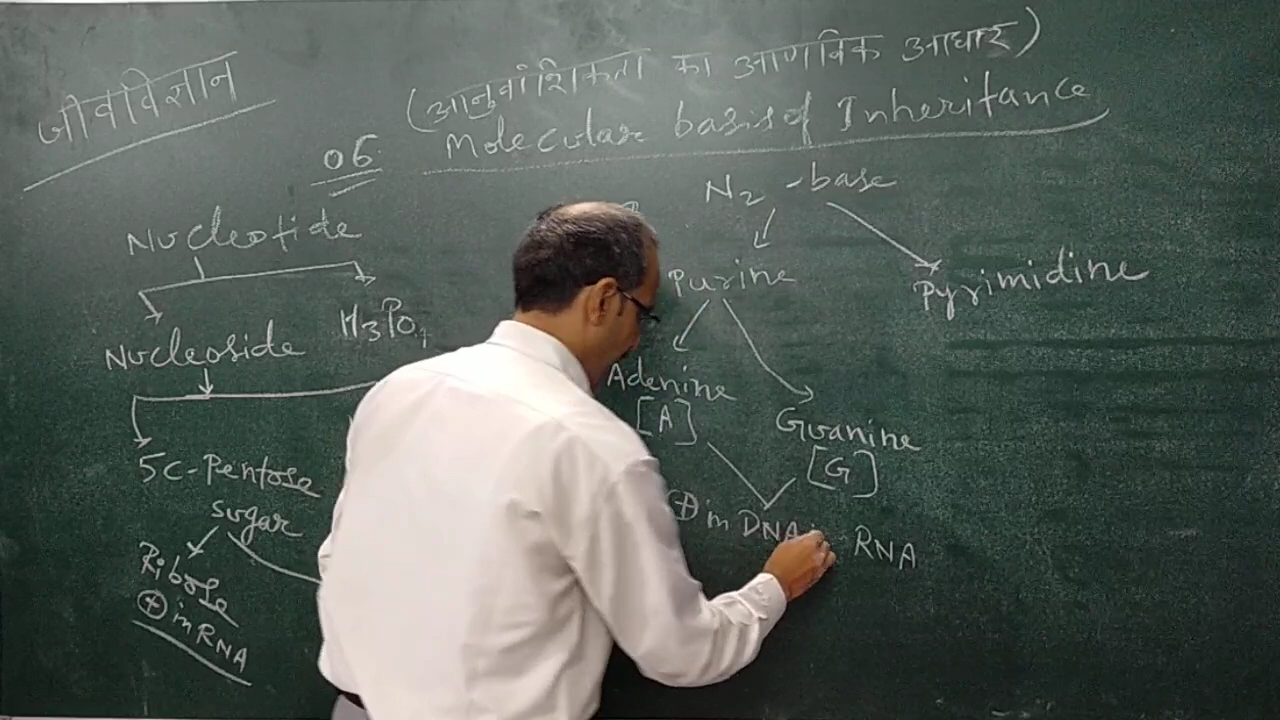 जीवविज्ञान
(आनुवांशिकता का आणविक आधार)
06 Molecular basis of Inheritance
Nucleotide
Nucleoside H3PO4
5C-Pentose
sugar
Ribose
⊕ in RNA
N2 -base
Purine Pyrimidine
Adenine
[A]
Guanine
[G]
⊕ in DNA RNA